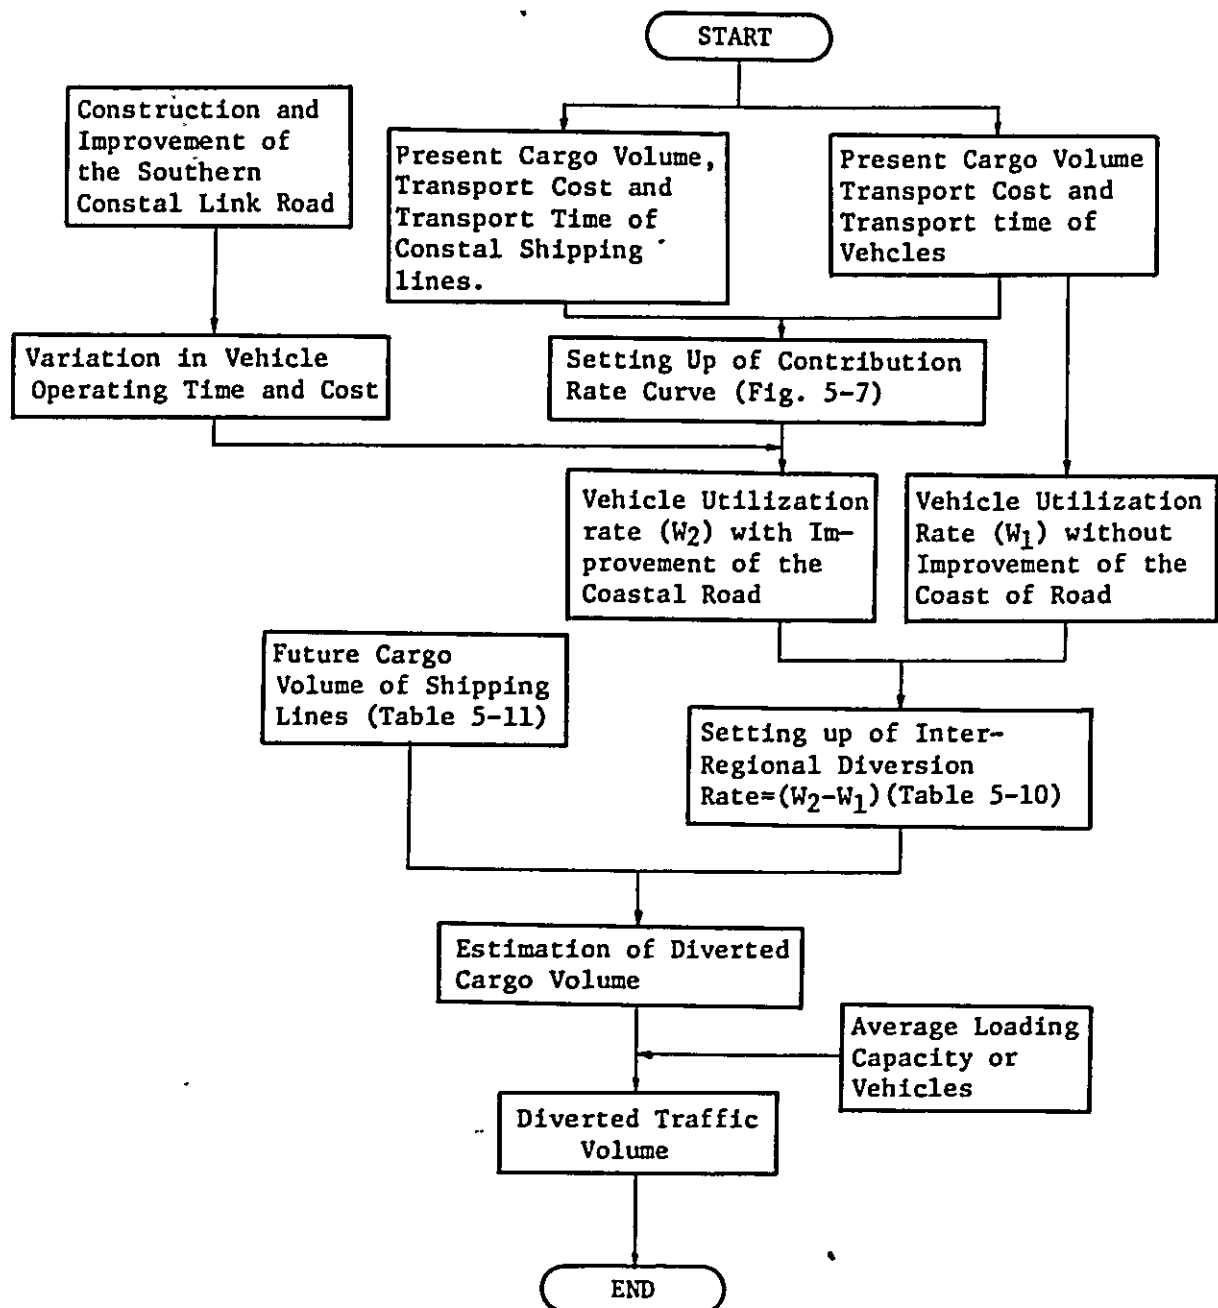 START
Construction and
Improvement of
the Southern
Constal Link Road
Present Cargo Volume,
Transport Cost and
Transport Time of
Constal Shipping
lines.
Present Cargo Volume
Transport Cost and
Transport time of
Vehcles
Variation in Vehicle
Operating Time and Cost
Setting Up of Contribution
Rate Curve (Fig. 5-7)
Vehicle Utilization
rate (W2) with Im-
provement of the
Coastal Road
Vehicle Utilization
Rate (W1) without
Improvement of the
Coast of Road
Future Cargo
Volume of Shipping
Lines (Table 5-11)
Setting up of Inter-
Regional Diversion
Rate=(W2-W1)(Table 5-10)
Estimation of Diverted
Cargo Volume
Average Loading
Capacity or
Vehicles
Diverted Traffic
Volume
END